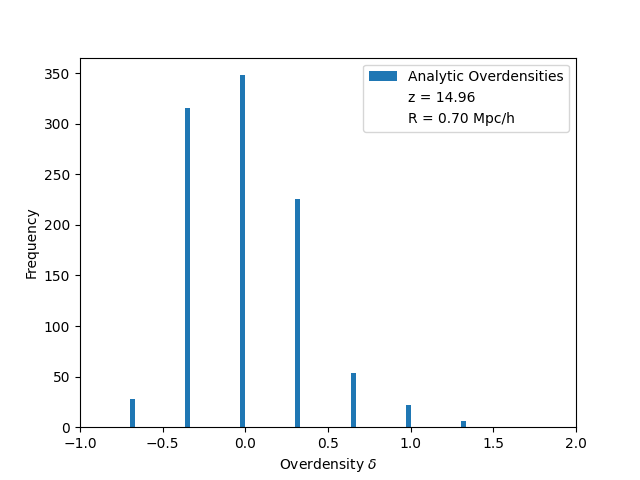 Analytic Overdensities
z = 14.96
R = 0.70 Mpc/h
Frequency
350
300
250
200
150
100
50
0
−1.0 −0.5 0.0 0.5 1.0 1.5 2.0
Overdensity δ